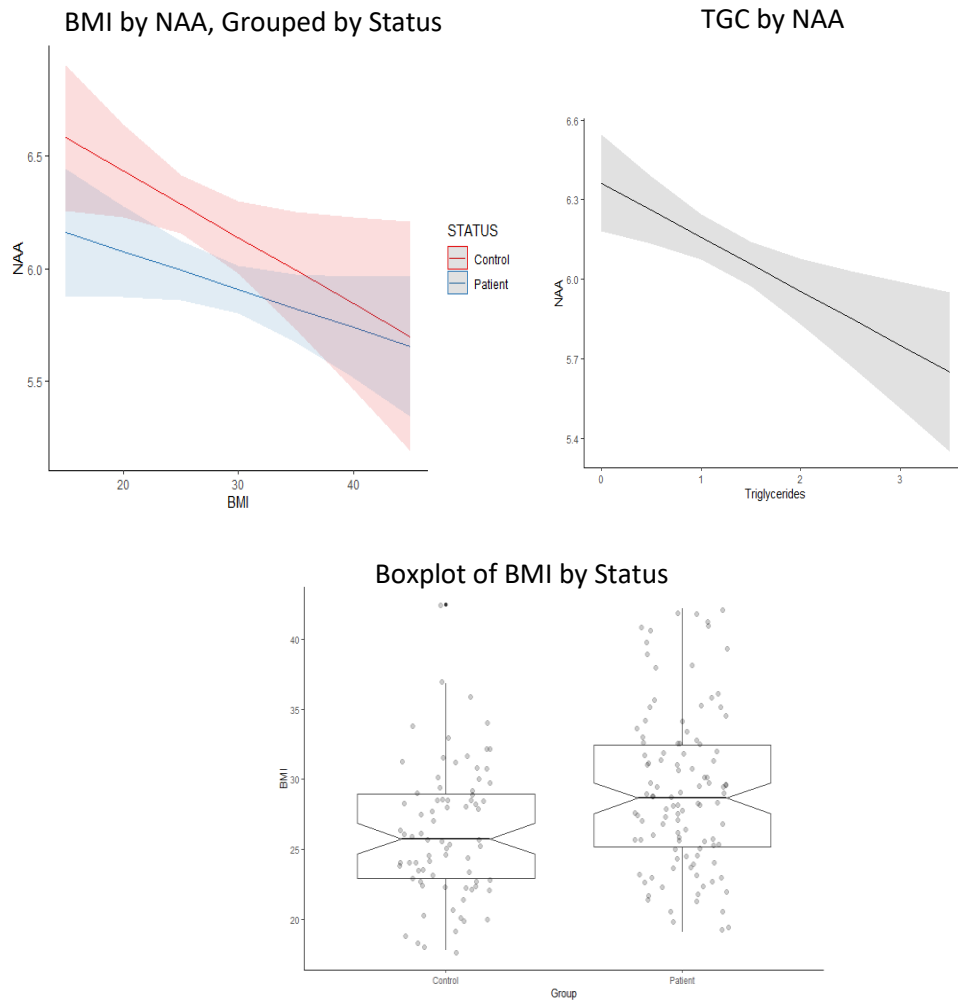 BMI by NAA, Grouped by Status
NAA
6.5
6.0
5.5
20
30
40
BMI
STATUS
Control
Patient
TGC by NAA
NAA
6.6
6.3
6.0
5.7
5.4
0
1
2
3
Triglycerides
Boxplot of BMI by Status
BMI
40
35
30
25
20
Control
Patient
Group